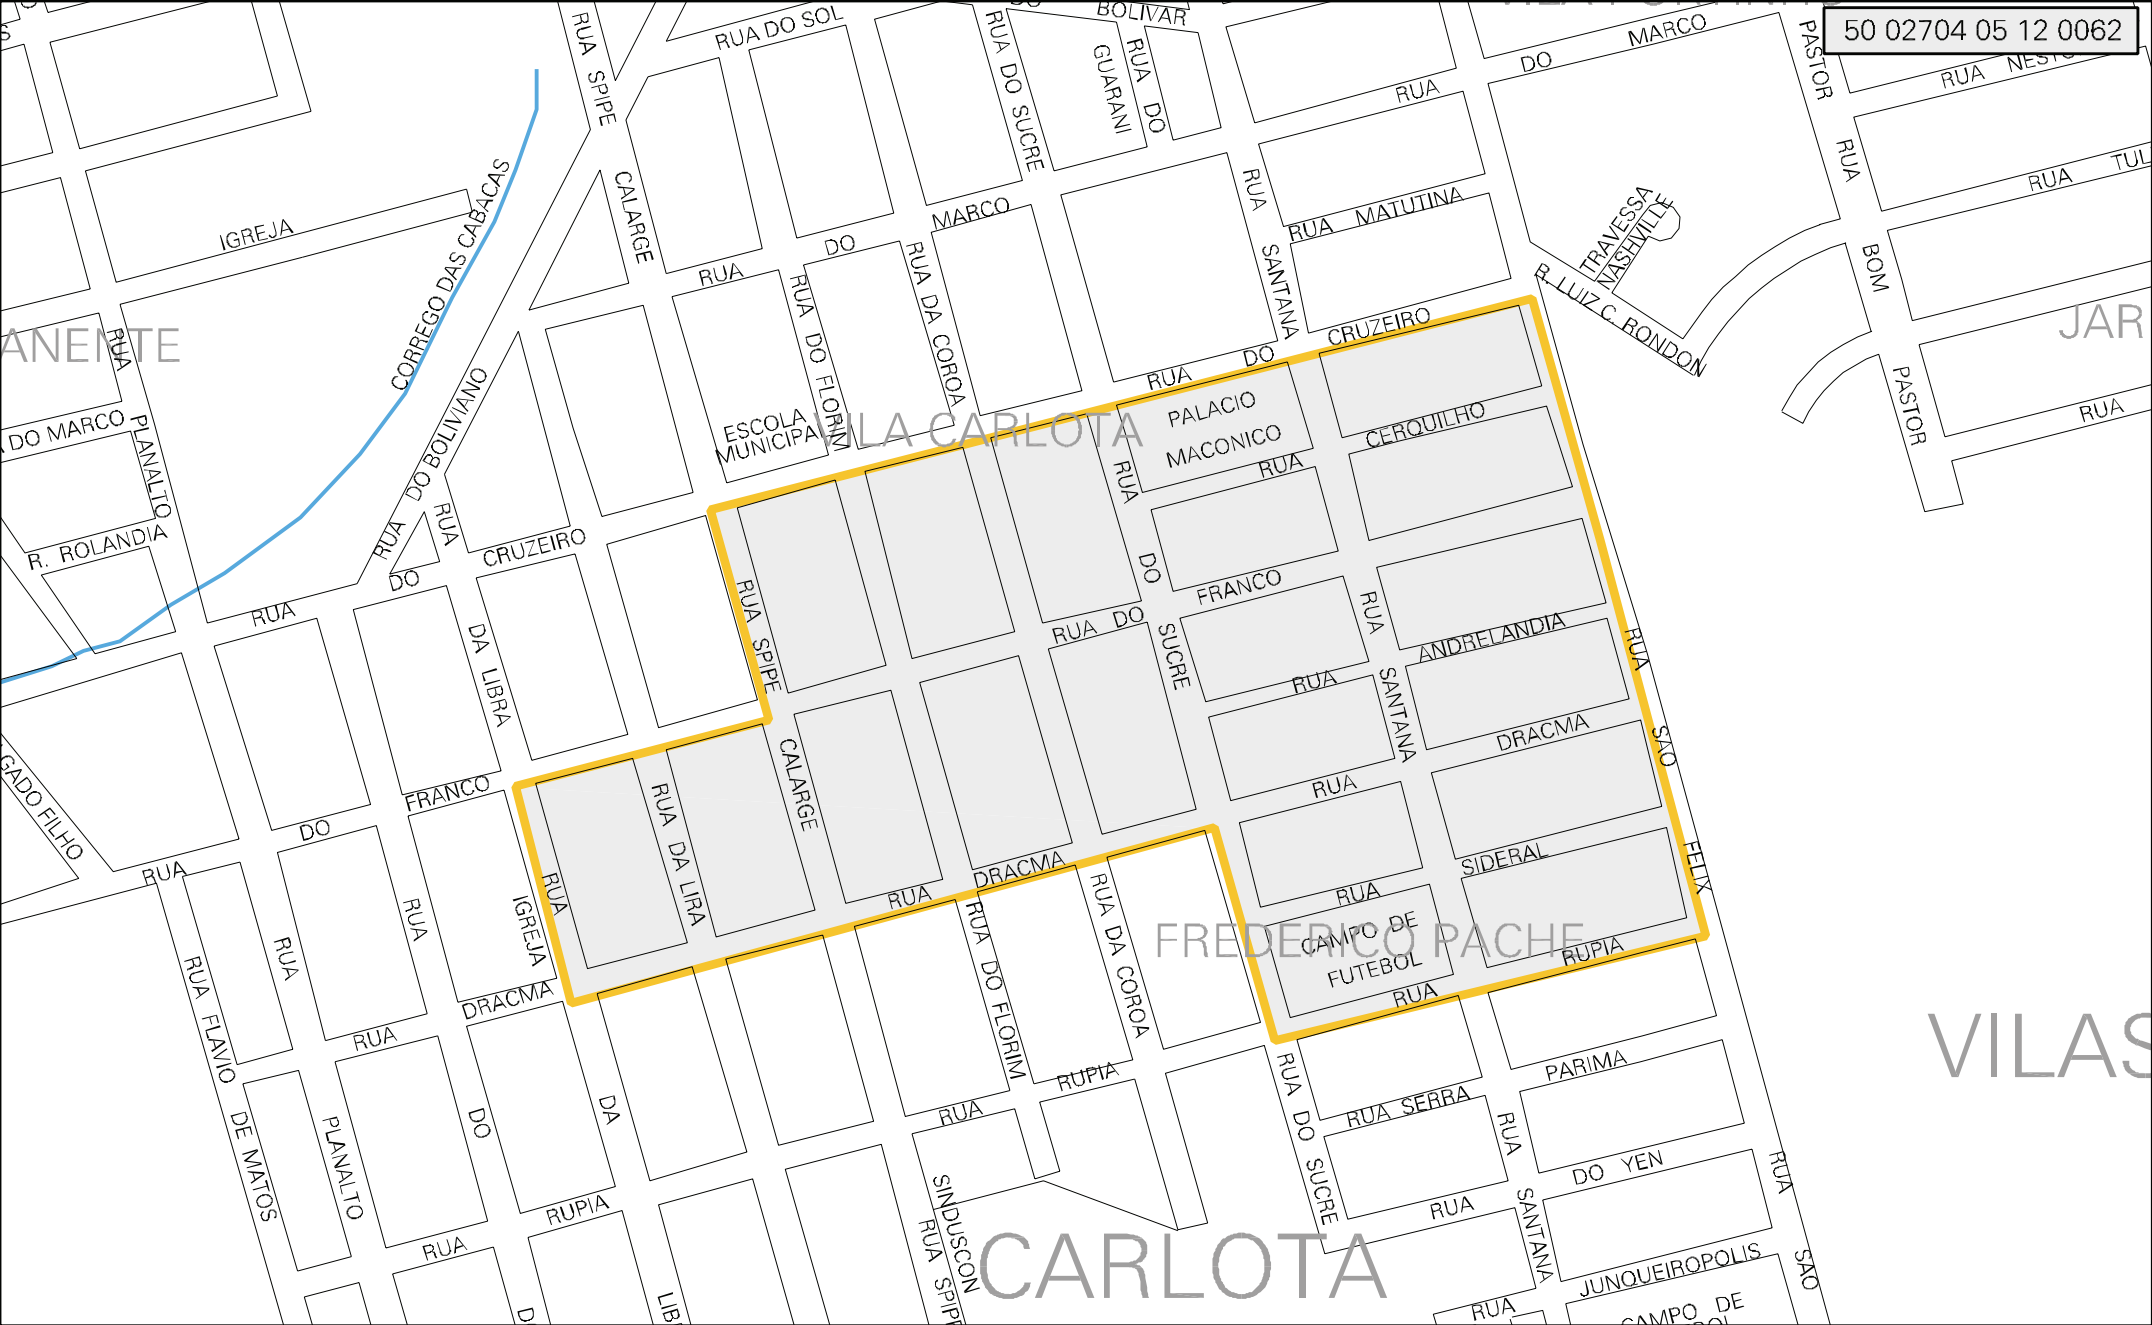 50 02704 05 12 0062
RUA DO SOL
BOLIVAR
MARCO
DO
RUA
RUA SPIPE
CALARGE
RUA DO SUCRE
GUARANI
RUA DO
PASTOR
RUA
BOM
PASTOR
RUA
RUA
CORREGO DAS CABACAS
IGREJA
MARCO
DO
RUA
RUA MATUTINA
RUA
SANTANA
TRAVESSA
NASHVILLE
R. LUIZ C. RONDON
JAR
ANENTE
RUA
PLANALTO
DO MARCO
R. ROLANDIA
RUA DO BOLIVIANO
RUA DO FLORIM
RUA DA COROA
ESCOLA
MUNICIPAL
VILA CARLOTA
RUA DO CRUZEIRO
PALACIO
MACONICO
RUA CERQUILHO
RUA
DO
SUCRE
RUA
DA LIBRA
RUA DO CRUZEIRO
RUA SPIPE
CALARGE
RUA DO FRANCO
RUA
SANTANA
RUA ANDRELANDIA
RUA DRACMA
RUA
SAO
FELIX
RUA SIDERAL
CAMPO DE
FUTEBOL
FREDERICO PACHE
RUA RUPIA
GADO FILHO
RUA DO FRANCO
RUA DA LIRA
RUA
IGREJA
RUA DRACMA
RUA DRACMA
RUA
DO
RUA
PLANALTO
RUA FLAVIO DE MATOS
RUA DO FLORIM
RUA DA COROA
RUA RUPIA
RUA RUPIA
DA
RUA DO SUCRE
RUA SERRA PARIMA
RUA
SANTANA
RUA DO YEN
RUA
SAO
VILAS
CARLOTA
SINDUSCON
RUA SPIPE
RUA JUNQUEIROPOLIS
CAMPO DE